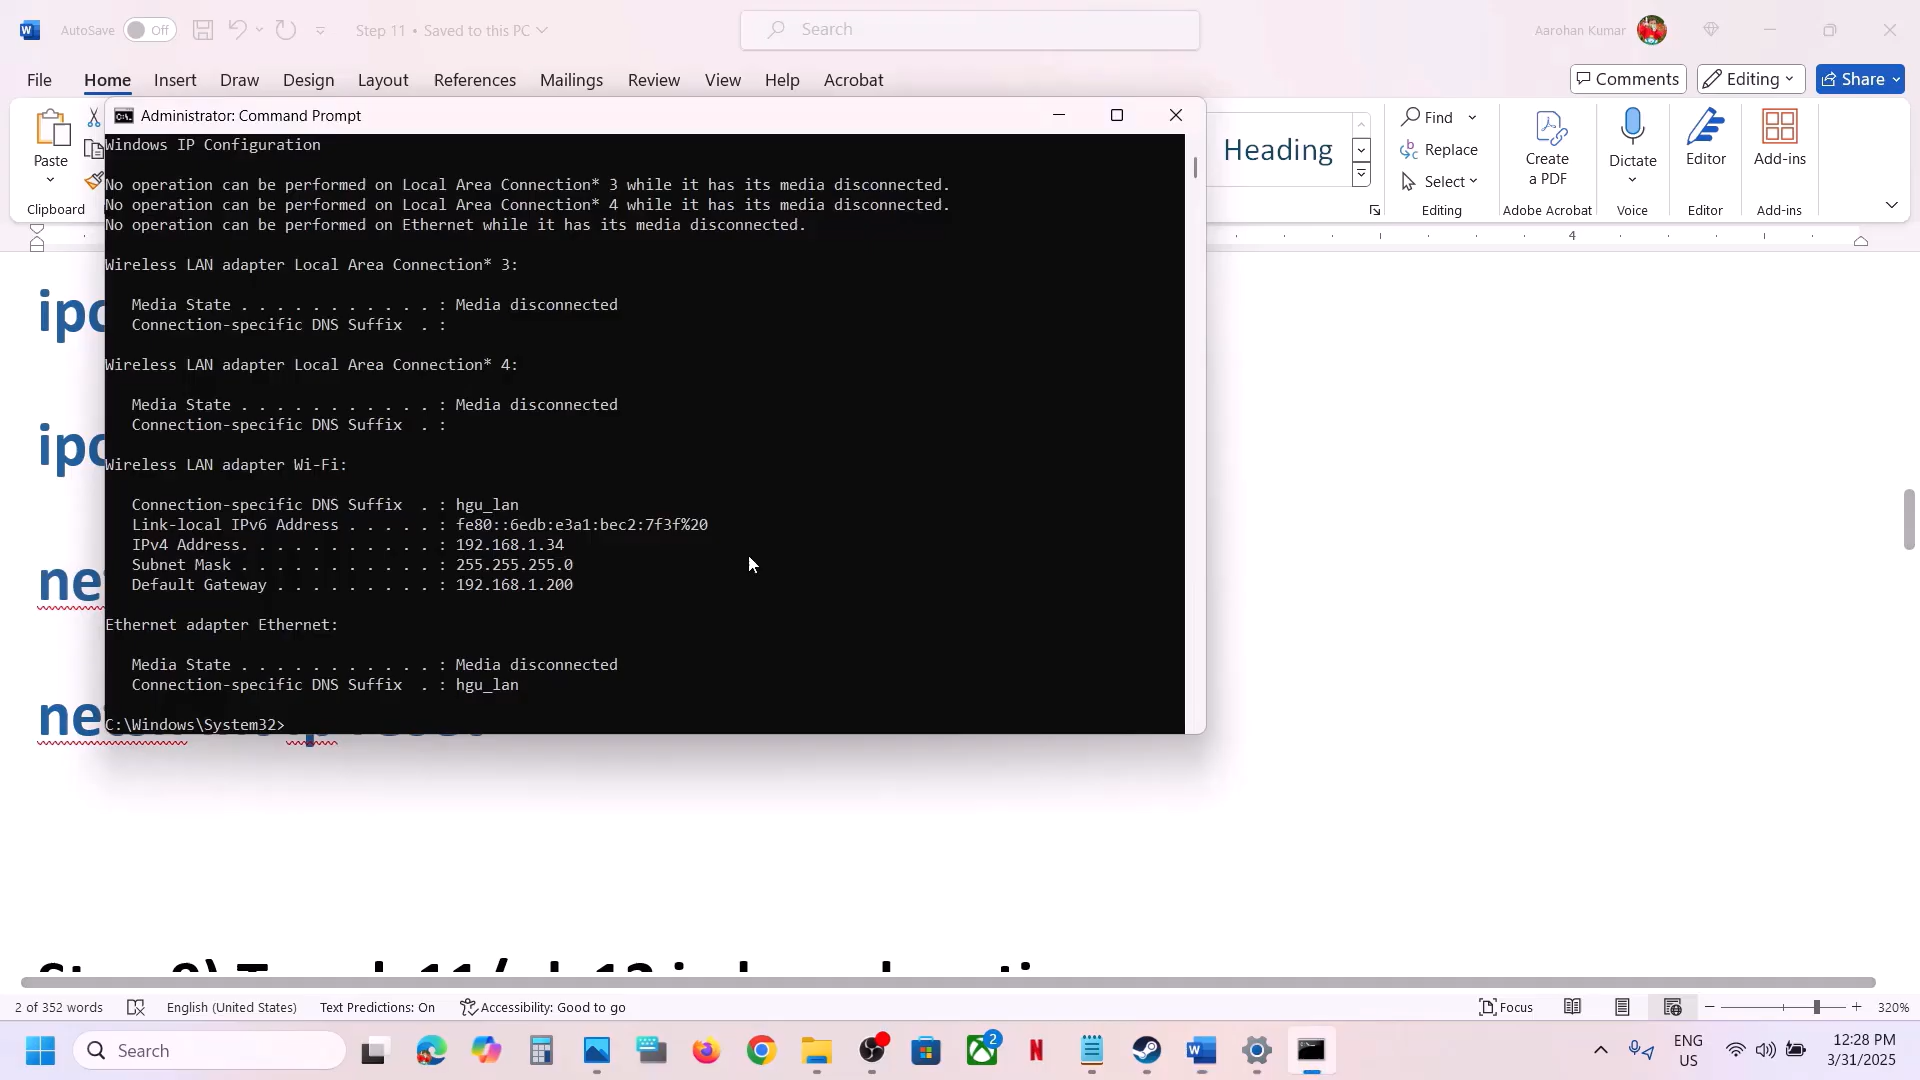 AutoSave Off Step 11 • Saved to this PC Search Aarohan Kumar
File Home Insert Draw Design Layout References Mailings Review View Help Acrobat Comments Editing Share
Administrator: Command Prompt
Paste
Clipboard
Heading
Find
Replace
Select
Editing
Create a PDF
Adobe Acrobat
Dictate
Voice
Editor
Editor
Add-ins
Add-ins
4
Windows IP Configuration
No operation can be performed on Local Area Connection* 3 while it has its media disconnected.
No operation can be performed on Local Area Connection* 4 while it has its media disconnected.
No operation can be performed on Ethernet while it has its media disconnected.
Wireless LAN adapter Local Area Connection* 3:
Media State . . . . . . . . . . . : Media disconnected
Connection-specific DNS Suffix . :
Wireless LAN adapter Local Area Connection* 4:
Media State . . . . . . . . . . . : Media disconnected
Connection-specific DNS Suffix . :
Wireless LAN adapter Wi-Fi:
Connection-specific DNS Suffix . : hgu_lan
Link-local IPv6 Address . . . . . : fe80::6edb:e3a1:bec2:7f3f%20
IPv4 Address. . . . . . . . . . . : 192.168.1.34
Subnet Mask . . . . . . . . . . . : 255.255.255.0
Default Gateway . . . . . . . . . : 192.168.1.200
Ethernet adapter Ethernet:
Media State . . . . . . . . . . . : Media disconnected
Connection-specific DNS Suffix . : hgu_lan
C:\Windows\System32>
2 of 352 words English (United States) Text Predictions: On Accessibility: Good to go Focus 320%
Search 2 ENG US 12:28 PM 3/31/2025